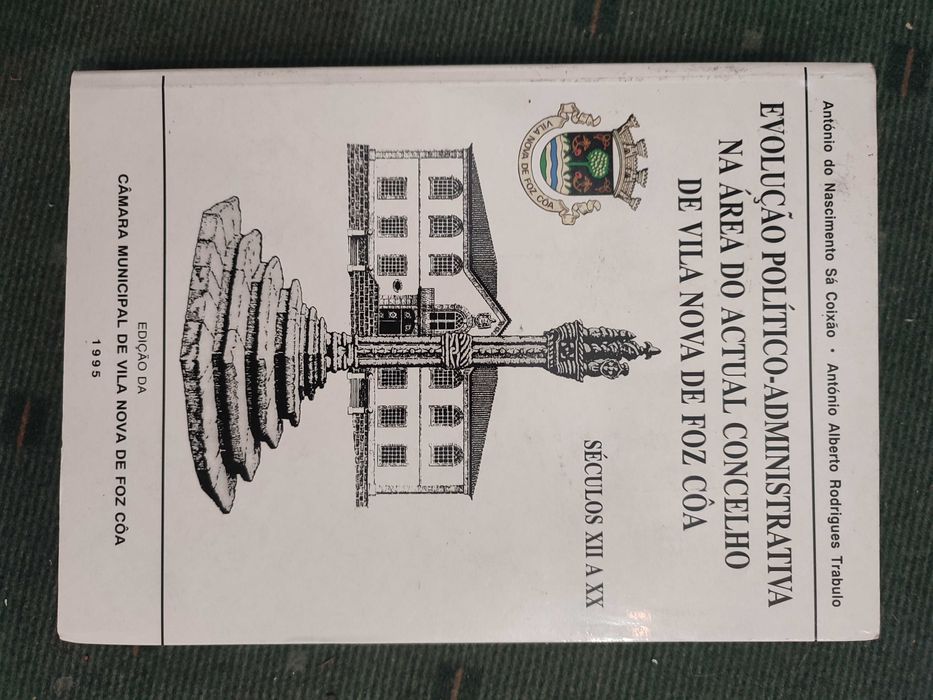 António do Nascimento Sá Coixão • António Alberto Rodrigues Trabulo
EVOLUÇÃO POLÍTICO-ADMINISTRATIVA
NA ÁREA DO ACTUAL CONCELHO
DE VILA NOVA DE FOZ CÔA
SÉCULOS XII A XX
VILA NOVA DE FOZ CÔA
EDIÇÃO DA
CÂMARA MUNICIPAL DE VILA NOVA DE FOZ CÔA
1995